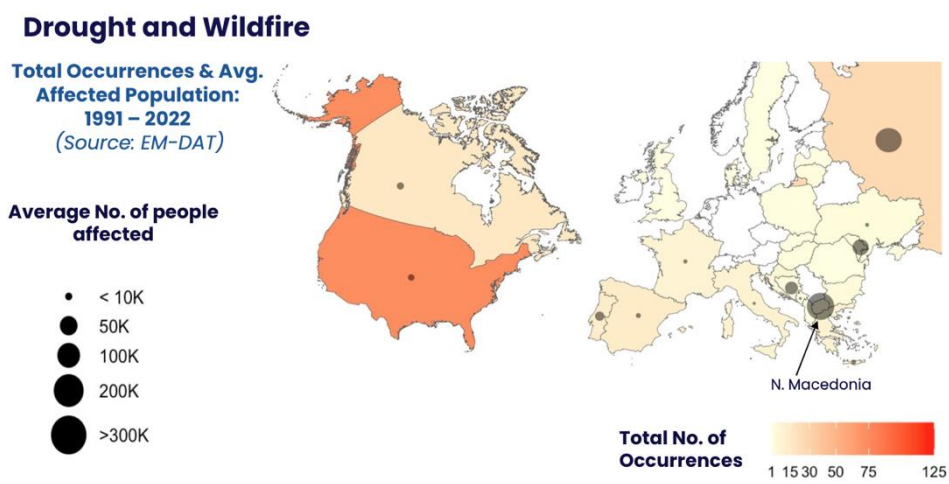 Drought and Wildfire
Total Occurrences & Avg.
Affected Population:
1991 – 2022
(Source: EM-DAT)
Average No. of people
affected
< 10K
50K
100K
200K
>300K
N. Macedonia
Total No. of
Occurrences
1 15 30 50 75 125